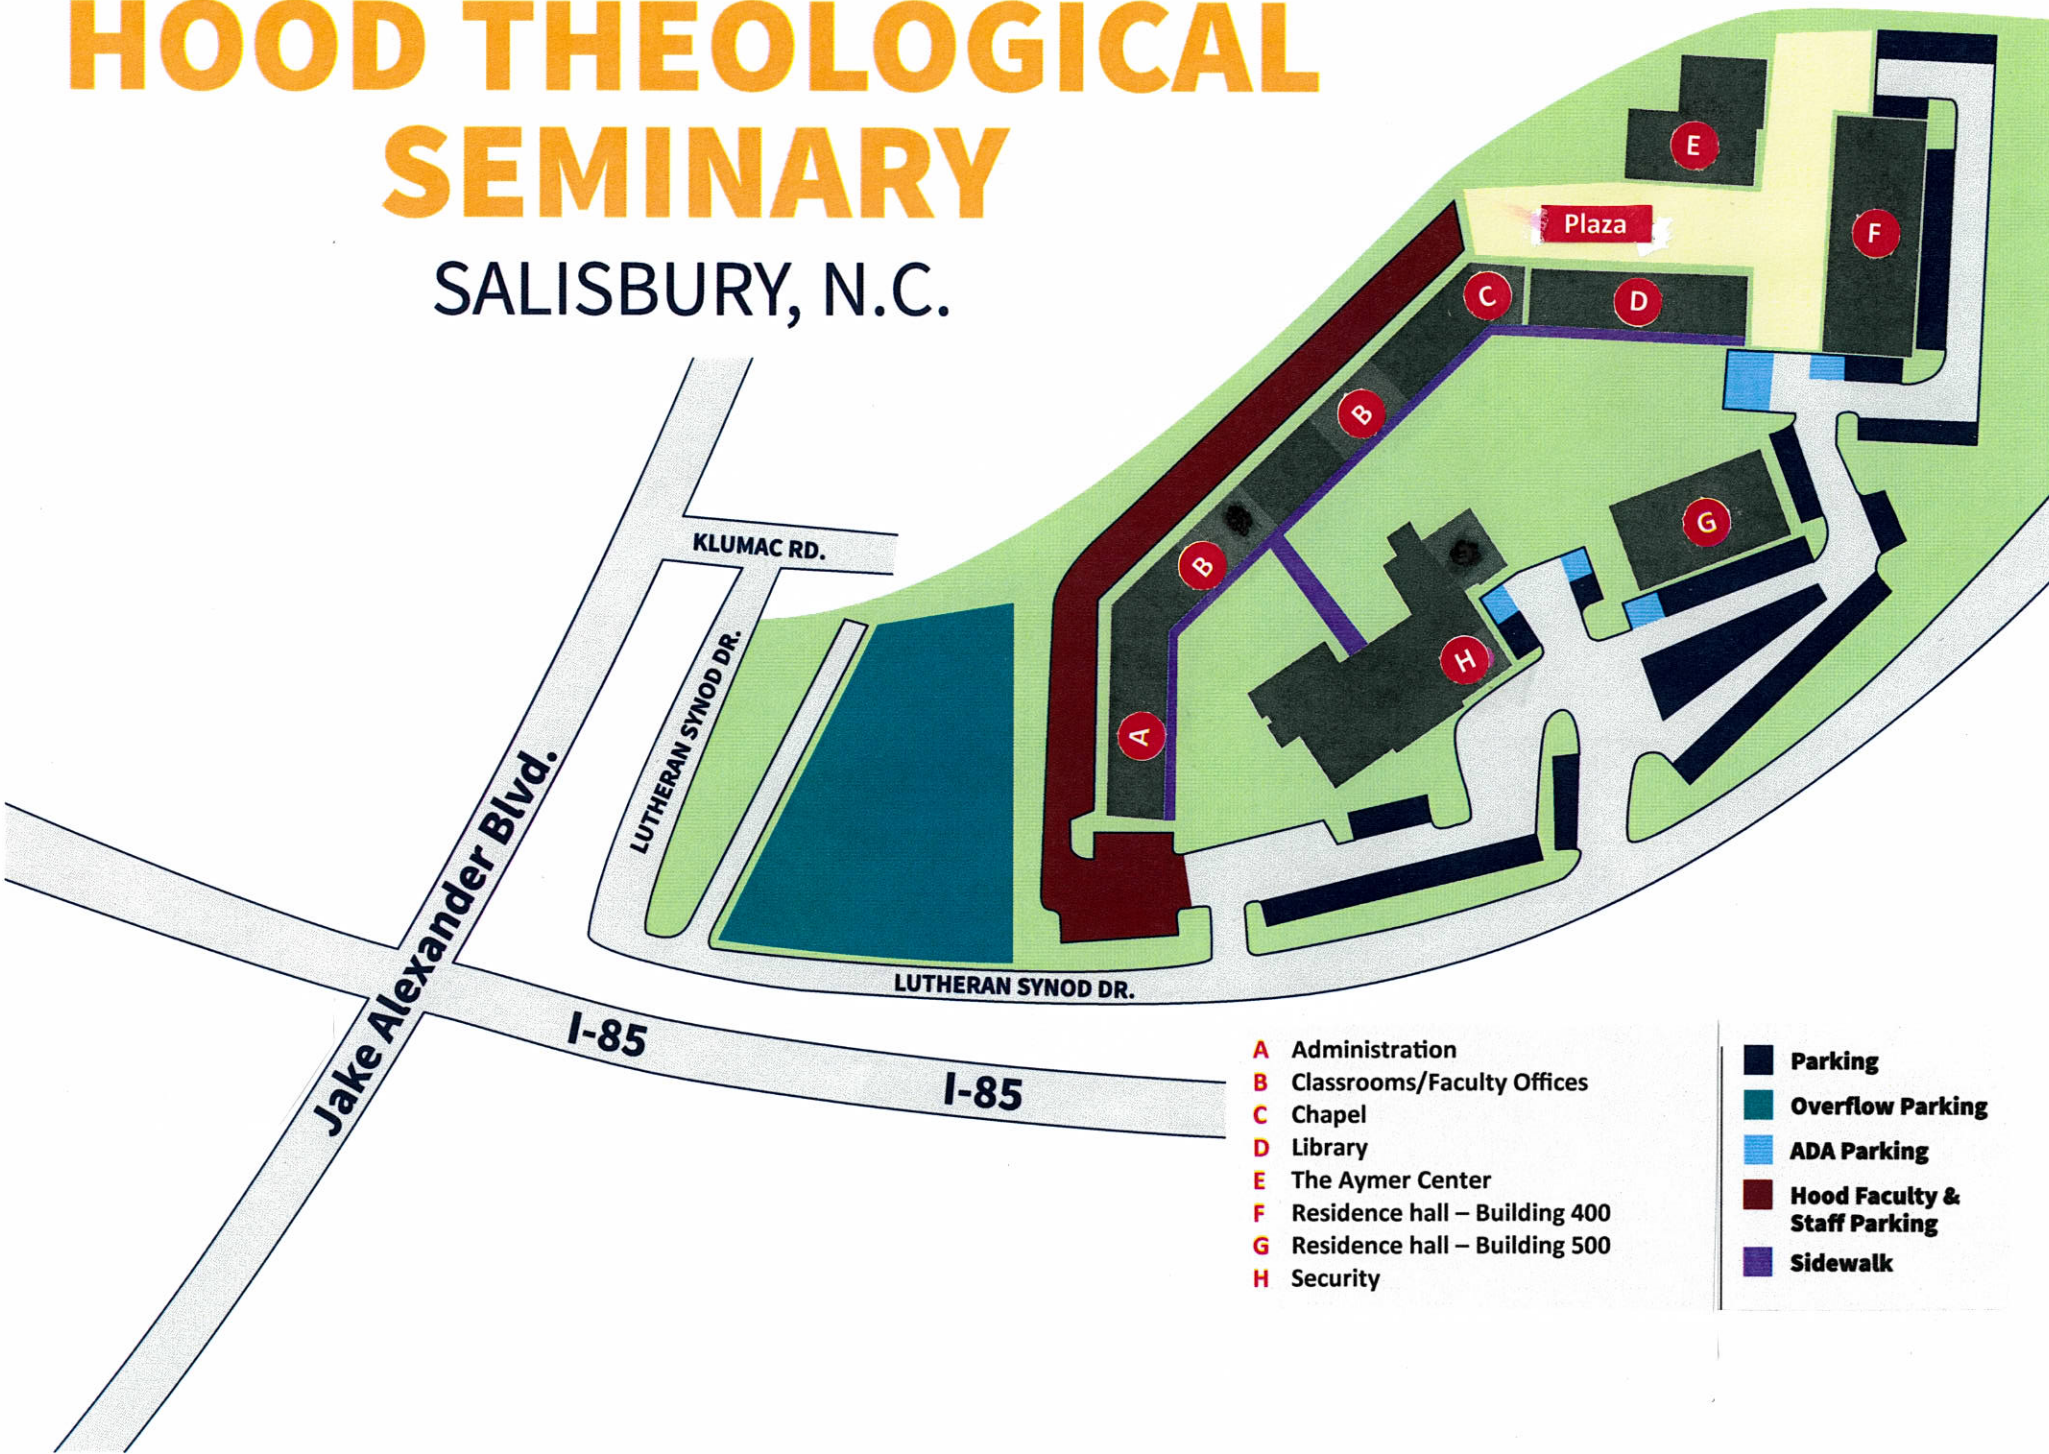 HOOD THEOLOGICAL
SEMINARY
SALISBURY, N.C.
E
Plaza
F
C
D
B
G
KLUMAC RD.
B
LUTHERAN SYNOD DR.
H
A
Jake Alexander Blvd.
LUTHERAN SYNOD DR.
I-85
I-85
A Administration
B Classrooms/Faculty Offices
C Chapel
D Library
E The Aymer Center
F Residence hall – Building 400
G Residence hall – Building 500
H Security
Parking
Overflow Parking
ADA Parking
Hood Faculty &
Staff Parking
Sidewalk